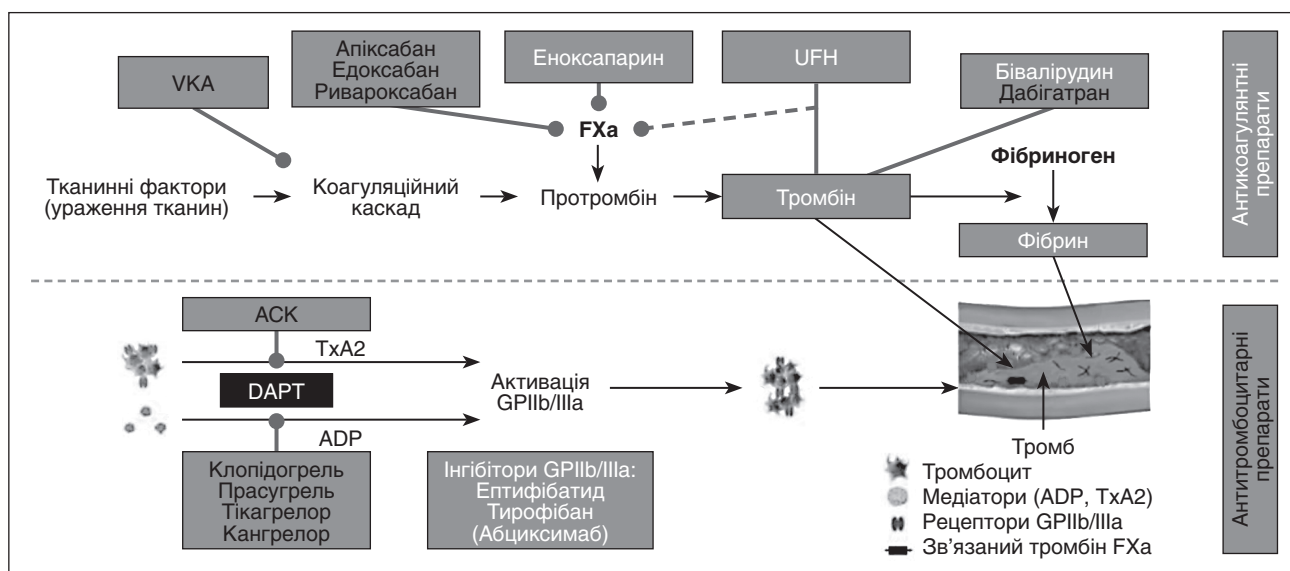 VKA
Апіксабан
Едоксабан
Ривароксабан
Еноксапарин
UFH
Бівалірудин
Дабігатран
Антикоагулянтні
препарати
FXa
Фібриноген
Тканинні фактори
(ураження тканин)
Коагуляційний
каскад
Протромбін
Тромбін
Фібрин
АСК
TxA2
DAPT
ADP
Активація
GPIIb/IIIa
Клопідогрель
Прасугрель
Тікагрелор
Кангрелор
Інгібітори GPIIb/IIIa:
Ептифібатид
Тирофібан
(Абциксимаб)
Тромб
Тромбоцит
Медіатори (ADP, TxA2)
Рецептори GPIIb/IIIa
Зв'язаний тромбін FXa
Антитромбоцитарні
препарати